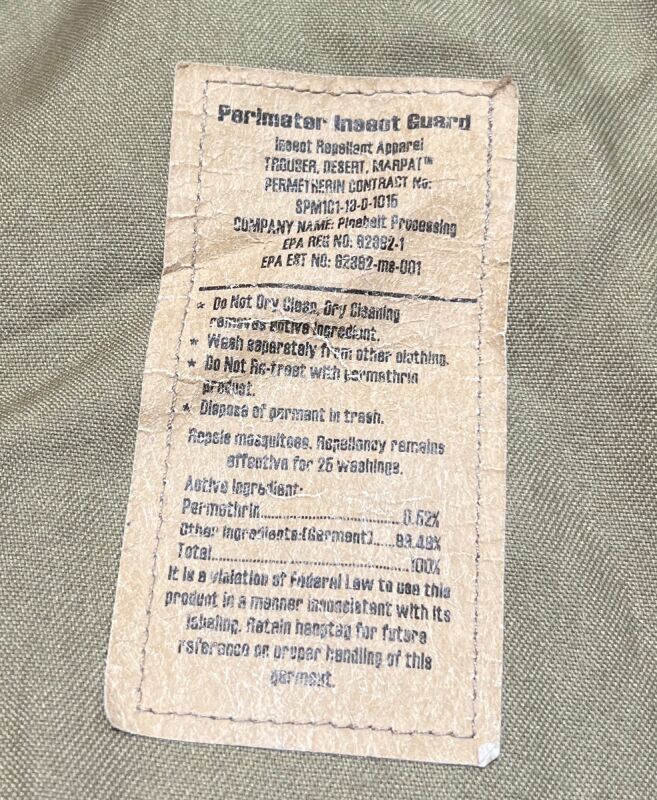 Perimeter Insect Guard
Insect Repellent Apparel
TROUSER, DESERT, MARPAT™
PERMETHERIN CONTRACT No:
SPM1C1-13-D-1015
COMPANY NAME: Pinebelt Processing
EPA REG NO: 82392-1
EPA EST NO: 82392-ms-001
* Do Not Dry Clean, Dry Cleaning
removes active ingredient.
* Wash separately from other clothing.
* Do Not Re-treat with permethrin
product.
* Dispose of garment in trash.
Repels mosquitoes. Repellency remains
effective for 25 washings.
Active Ingredient:
Permethrin..............................0.52%
Other Ingredients:(Garment).....99.48%
Total..........................................100%
It is a violation of Federal Law to use this
product in a manner inconsistent with its
labeling. Retain hangtag for future
reference on proper handling of this
garment.